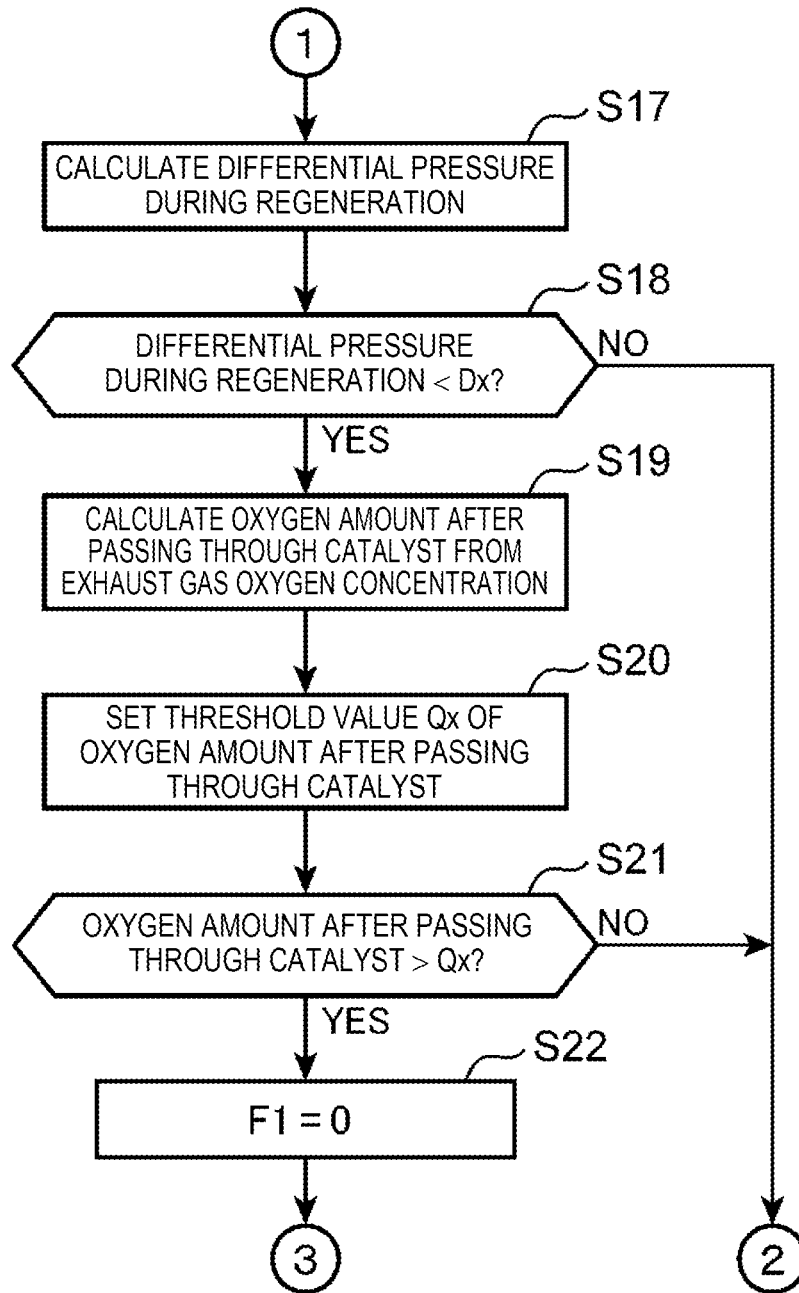 1
S17
CALCULATE DIFFERENTIAL PRESSURE
DURING REGENERATION
S18
DIFFERENTIAL PRESSURE
DURING REGENERATION < Dx?
NO
YES
S19
CALCULATE OXYGEN AMOUNT AFTER
PASSING THROUGH CATALYST FROM
EXHAUST GAS OXYGEN CONCENTRATION
S20
SET THRESHOLD VALUE Qx OF
OXYGEN AMOUNT AFTER PASSING
THROUGH CATALYST
S21
OXYGEN AMOUNT AFTER PASSING
THROUGH CATALYST > Qx?
NO
YES
S22
F1 = 0
3
2